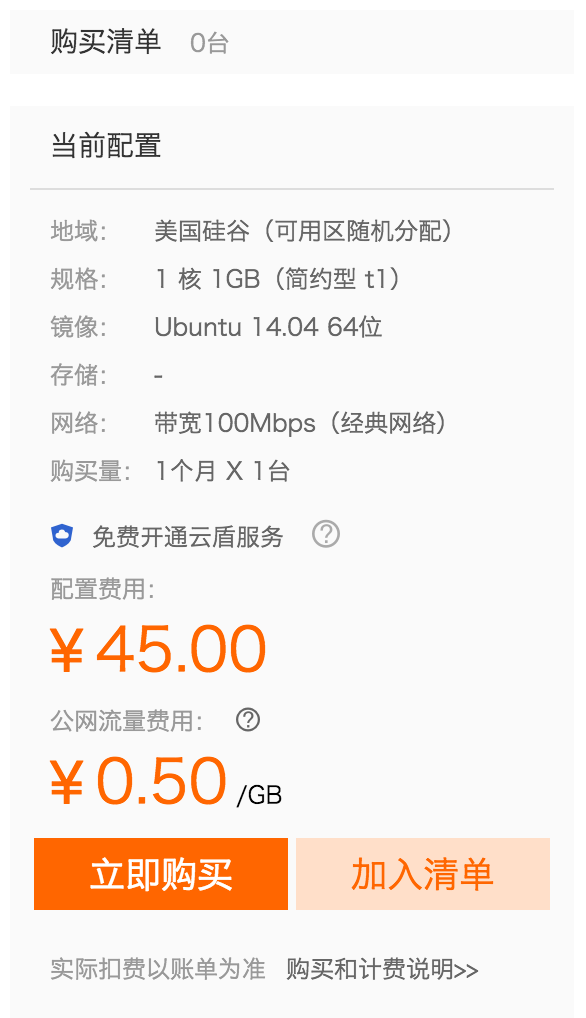 购买清单 0台
当前配置
地域： 美国硅谷（可用区随机分配）
规格： 1 核 1GB（简约型 t1）
镜像： Ubuntu 14.04 64位
存储： -
网络： 带宽100Mbps（经典网络）
购买量： 1个月 X 1台
免费开通云盾服务 ?
配置费用：
¥ 45.00
公网流量费用： ?
¥ 0.50 /GB
立即购买 加入清单
实际扣费以账单为准 购买和计费说明>>